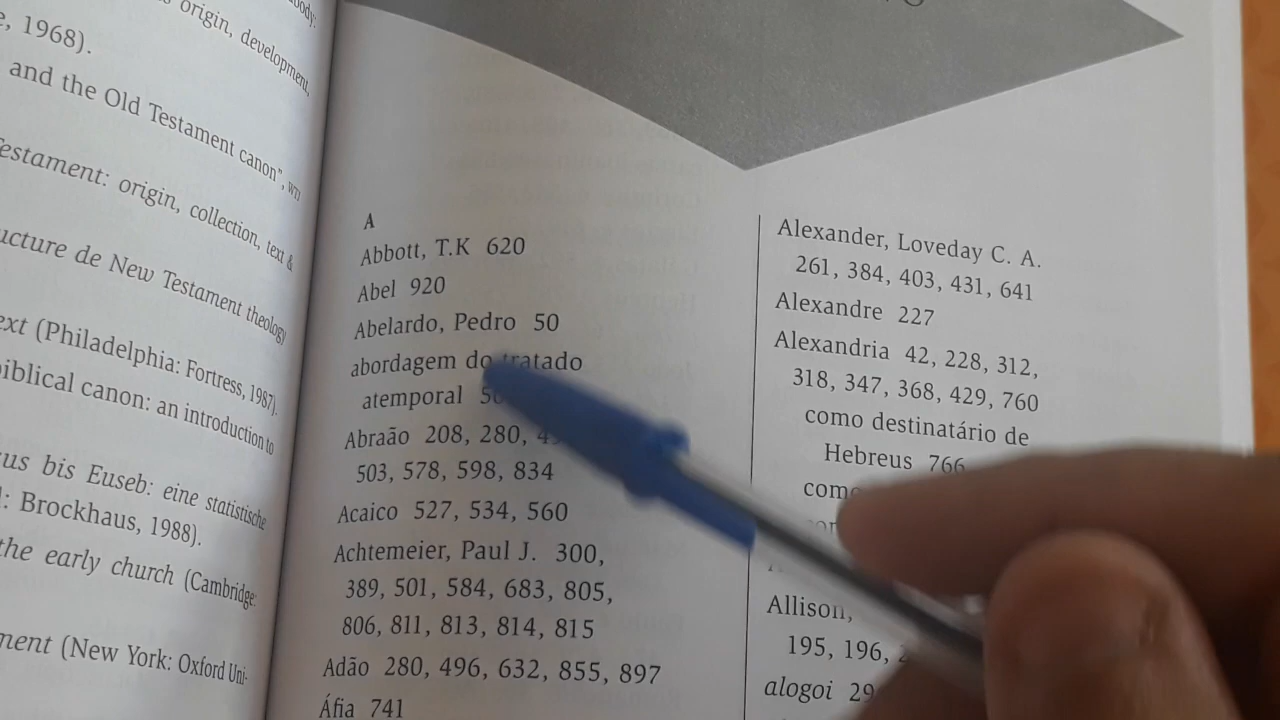 body:
origin, development,
, 1968).
and the Old Testament canon",
Testament: origin, collection, text &
ucture de New Testament theology
ext (Philadelphia: Fortress, 1987).
iblical canon: an introduction to
us bis Euseb: eine statistische
: Brockhaus, 1988).
the early church (Cambridge:
ment (New York: Oxford Uni-
A
Abbott, T.K 620
Abel 920
Abelardo, Pedro 50
abordagem do tratado
atemporal
Abraão 208, 280,
503, 578, 598, 834
Acaico 527, 534, 560
Achtemeier, Paul J. 300,
389, 501, 584, 683, 805,
806, 811, 813, 814, 815
Adão 280, 496, 632, 855, 897
Áfia 741
Alexander, Loveday C. A.
261, 384, 403, 431, 641
Alexandre 227
Alexandria 42, 228, 312,
318, 347, 368, 429, 760
como destinatário de
Hebreus 766
Allison,
195, 196,
alogoi